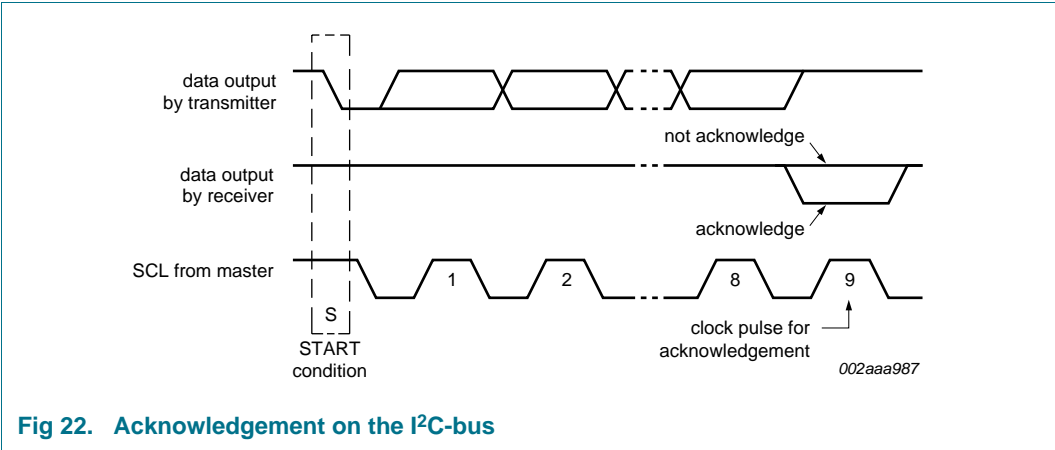 data output
by transmitter
not acknowledge
data output
by receiver
acknowledge
SCL from master
1
2
8
9
S
START
condition
clock pulse for
acknowledgement
002aaa987
Fig 22. Acknowledgement on the I²C-bus